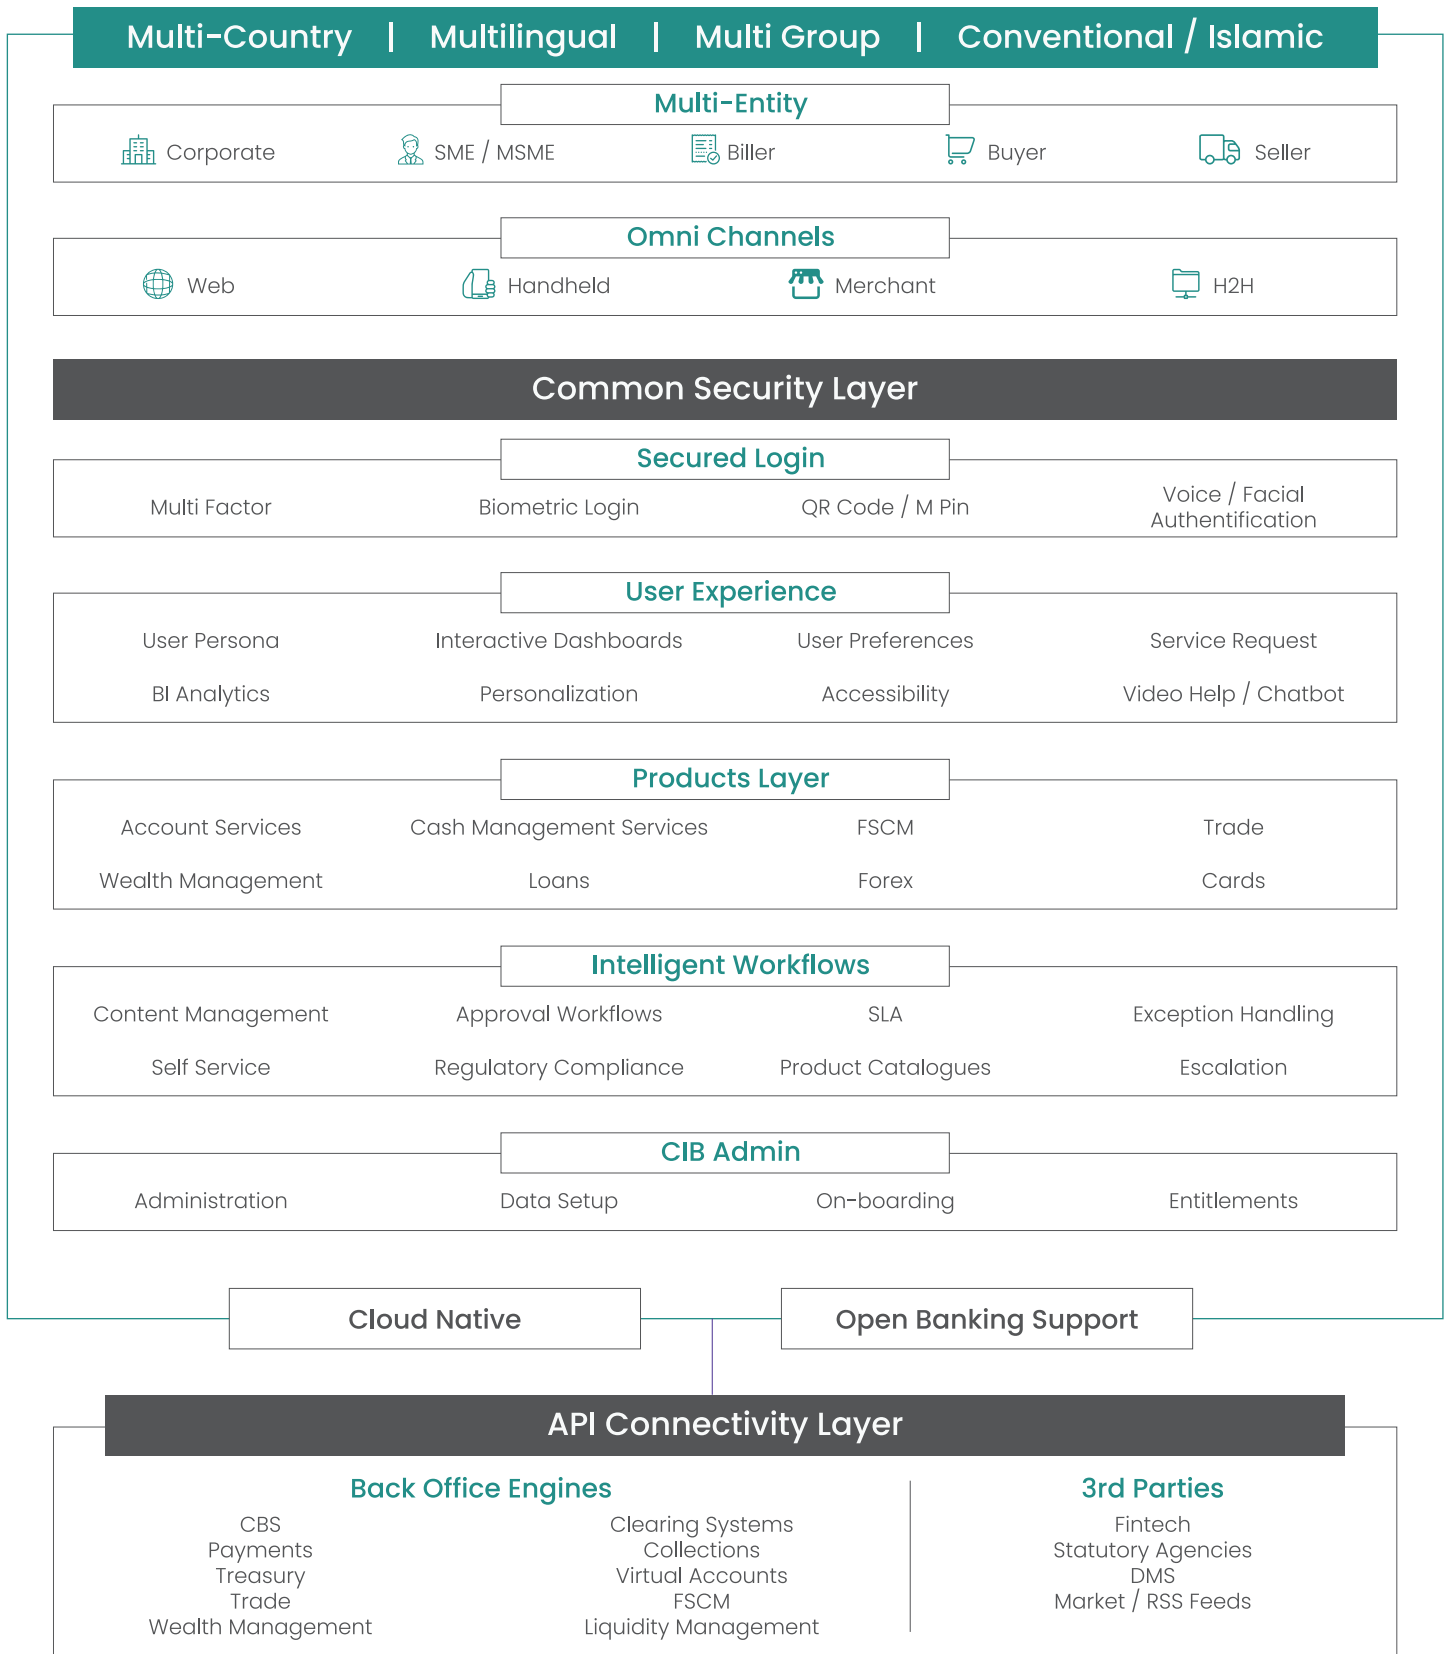 Multi-Country | Multilingual | Multi Group | Conventional / Islamic
Multi-Entity
Corporate SME / MSME Biller Buyer Seller
Omni Channels
Web Handheld Merchant H2H
Common Security Layer
Secured Login
Multi Factor Biometric Login QR Code / M Pin Voice / Facial
Authentification
User Experience
User Persona Interactive Dashboards User Preferences Service Request
BI Analytics Personalization Accessibility Video Help / Chatbot
Products Layer
Account Services Cash Management Services FSCM Trade
Wealth Management Loans Forex Cards
Intelligent Workflows
Content Management Approval Workflows SLA Exception Handling
Self Service Regulatory Compliance Product Catalogues Escalation
CIB Admin
Administration Data Setup On-boarding Entitlements
Cloud Native Open Banking Support
API Connectivity Layer
Back Office Engines
CBS
Payments
Treasury
Trade
Wealth Management
Clearing Systems
Collections
Virtual Accounts
FSCM
Liquidity Management
3rd Parties
Fintech
Statutory Agencies
DMS
Market / RSS Feeds